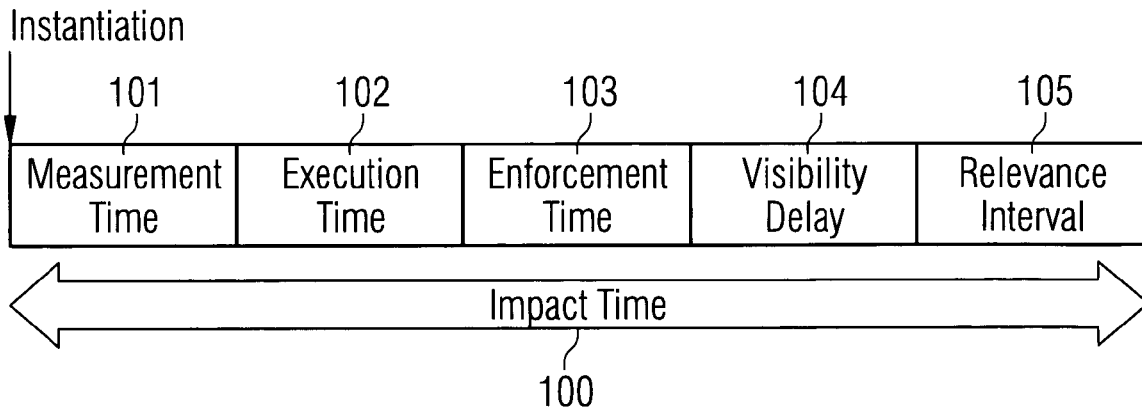 Instantiation
101 102 103 104 105
Measurement Execution Enforcement Visibility Relevance
Time Time Time Delay Interval
Impact Time
100